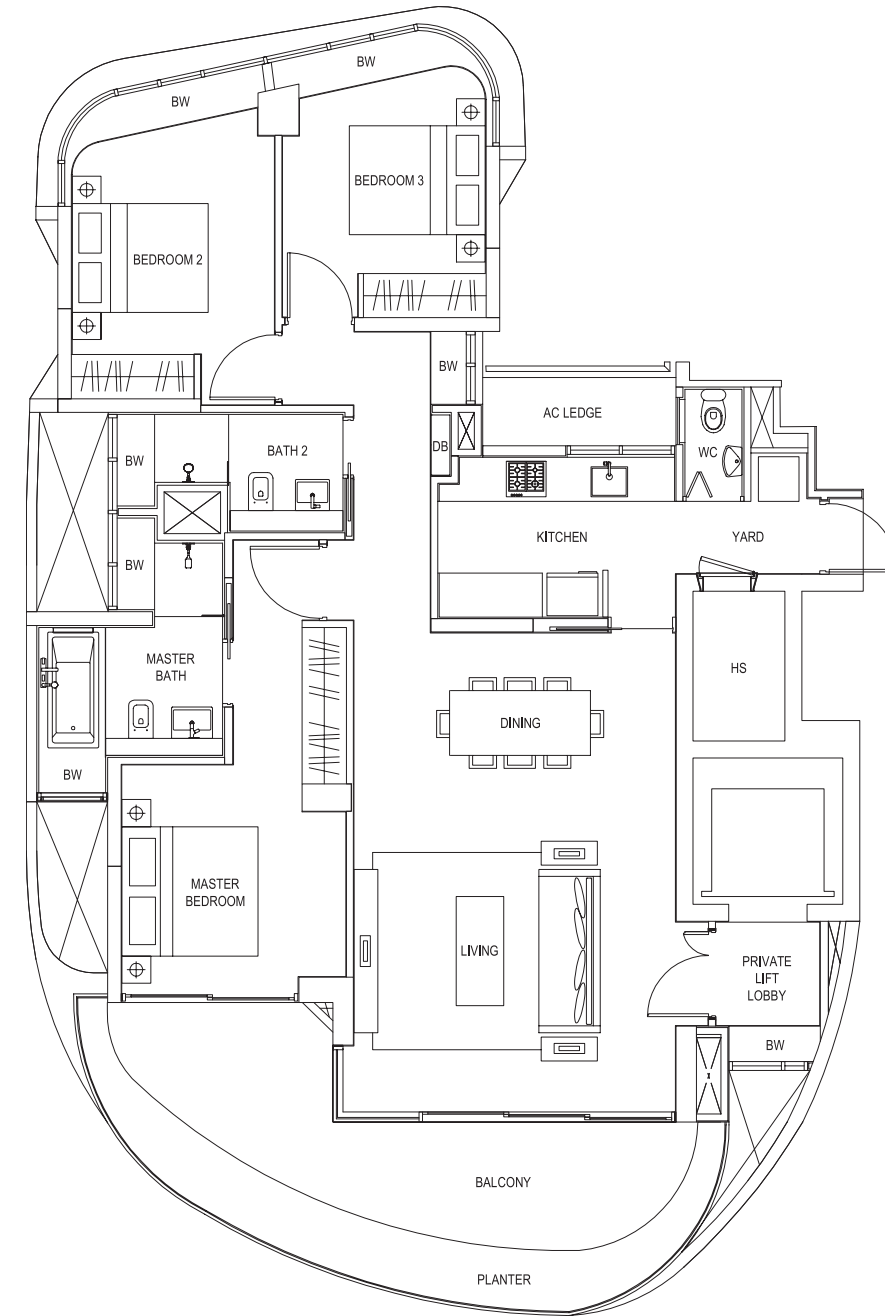 BW
BW
BEDROOM 3
BEDROOM 2
BW
AC LEDGE
BATH 2
DB
WC
BW
KITCHEN
YARD
BW
MASTER
BATH
HS
DINING
BW
MASTER
BEDROOM
LIVING
PRIVATE
LIFT
LOBBY
BW
BALCONY
PLANTER